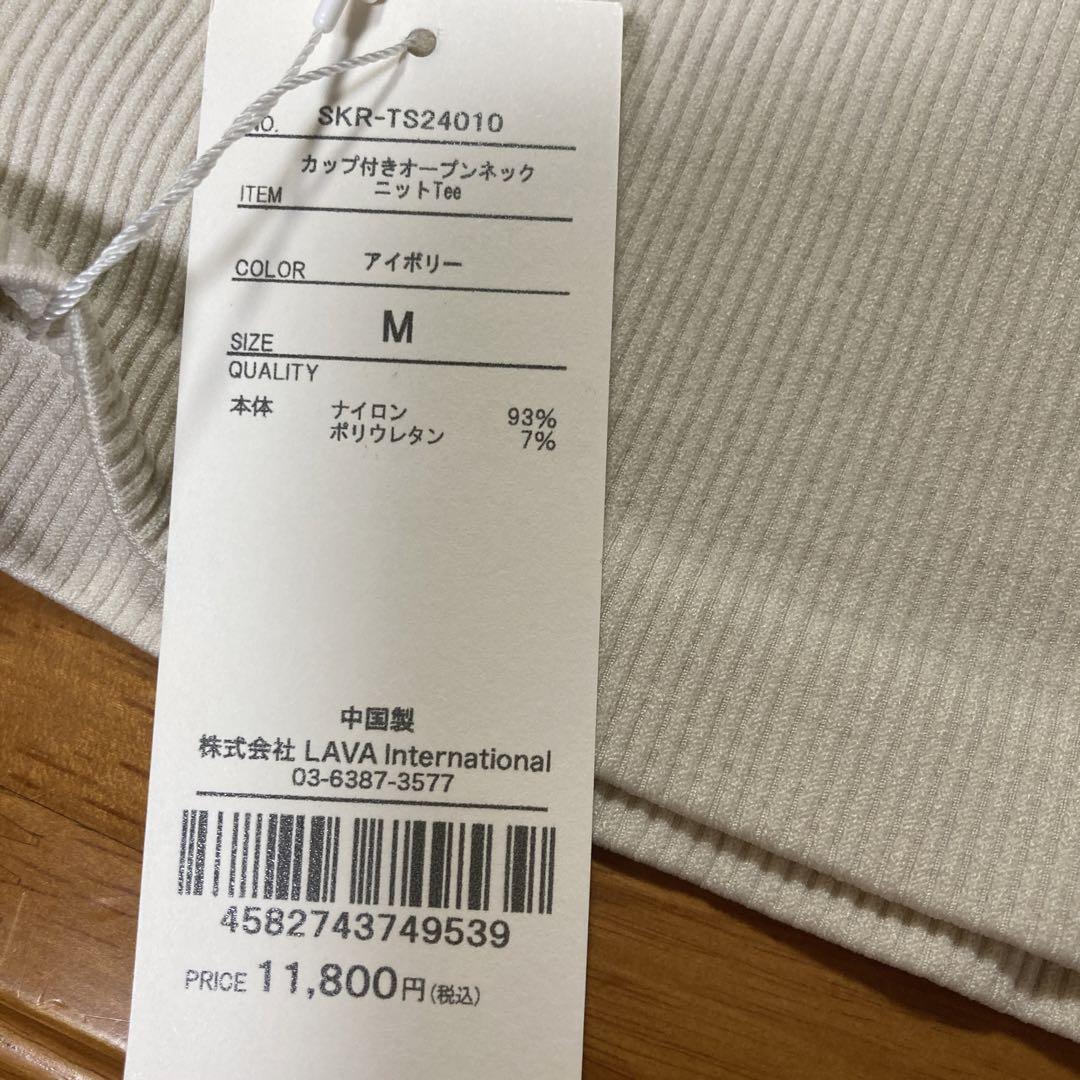 NO. SKR-TS24010
カップ付きオープンネック
ITEM ニットTee
COLOR アイボリー
SIZE M
QUALITY
本体 ナイロン 93%
ポリウレタン 7%
中国製
株式会社 LAVA International
03-6387-3577
4582743749539
PRICE 11,800円(税込)